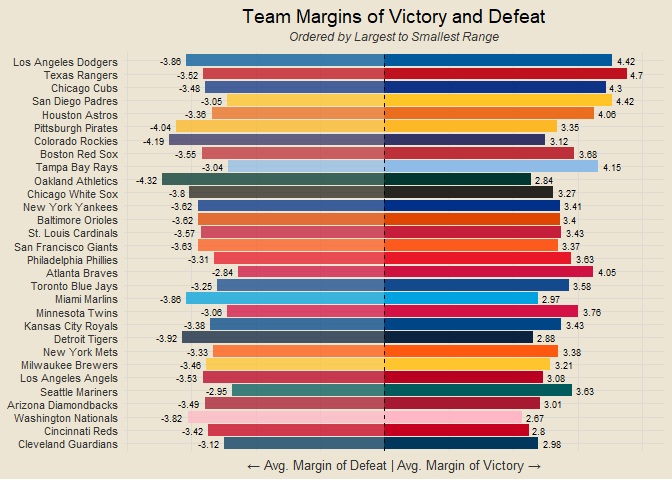 Team Margins of Victory and Defeat
Ordered by Largest to Smallest Range
Los Angeles Dodgers -3.86 4.42
Texas Rangers -3.52 4.7
Chicago Cubs -3.48 4.3
San Diego Padres -3.05 4.42
Houston Astros -3.36 4.06
Pittsburgh Pirates -4.04 3.35
Colorado Rockies -4.19 3.12
Boston Red Sox -3.55 3.68
Tampa Bay Rays -3.04 4.15
Oakland Athletics -4.32 2.84
Chicago White Sox -3.8 3.27
New York Yankees -3.62 3.41
Baltimore Orioles -3.62 3.4
St. Louis Cardinals -3.57 3.43
San Francisco Giants -3.63 3.37
Philadelphia Phillies -3.31 3.63
Atlanta Braves -2.84 4.05
Toronto Blue Jays -3.25 3.58
Miami Marlins -3.86 2.97
Minnesota Twins -3.06 3.76
Kansas City Royals -3.38 3.43
Detroit Tigers -3.92 2.88
New York Mets -3.33 3.38
Milwaukee Brewers -3.46 3.21
Los Angeles Angels -3.53 3.08
Seattle Mariners -2.95 3.63
Arizona Diamondbacks -3.49 3.01
Washington Nationals -3.82 2.67
Cincinnati Reds -3.42 2.8
Cleveland Guardians -3.12 2.98
← Avg. Margin of Defeat | Avg. Margin of Victory →